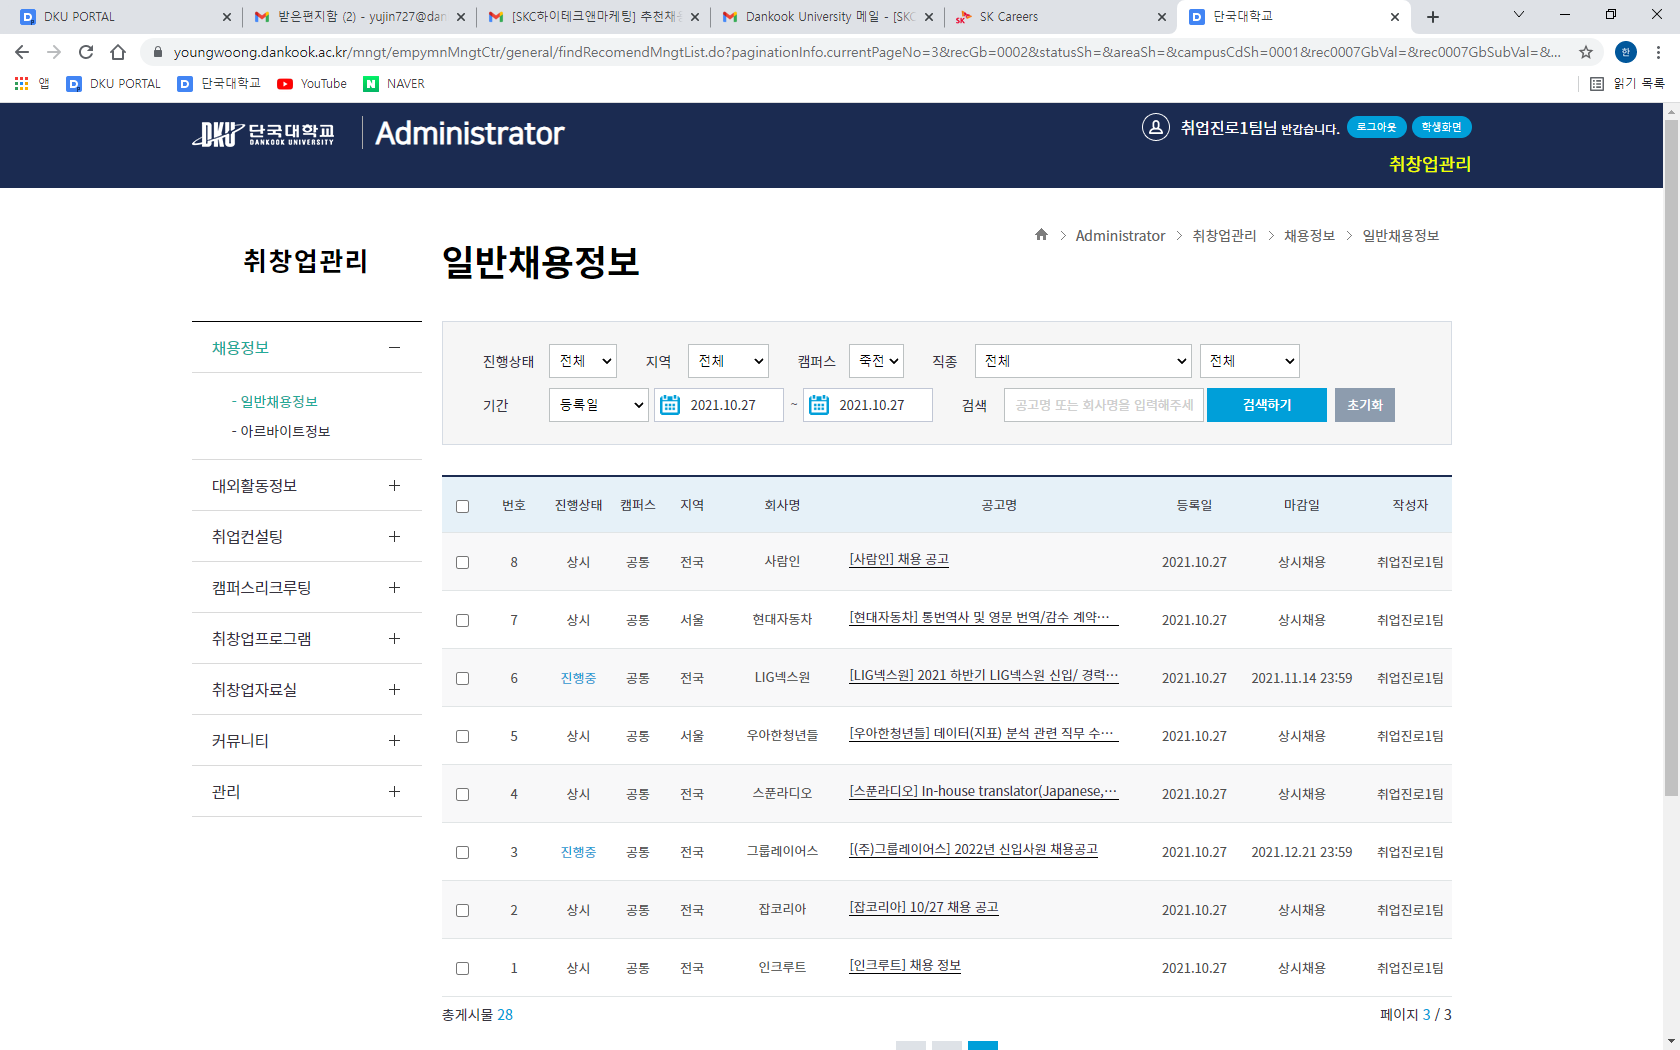 DKU PORTAL
받은편지함 (2) - yujin727@dan
[SKC하이테크앤마케팅] 추천채용
Dankook University 메일 - [SKC
SK Careers
단국대학교
youngwoong.dankook.ac.kr/mngt/empymnMngtCtr/general/findRecomendMngtList.do?paginationInfo.currentPageNo=3&recGb=0002&statusSh=&areaSh=&campusCdSh=0001&rec0007GbVal=&rec0007GbSubVal=&...
한
앱
DKU PORTAL
단국대학교
YouTube
NAVER
읽기 목록
DKU 단국대학교
DANKOOK UNIVERSITY
Administrator
취업진로1팀님 반갑습니다.
로그아웃
학생화면
취창업관리
Administrator > 취창업관리 > 채용정보 > 일반채용정보
취창업관리
일반채용정보
채용정보
- 일반채용정보
- 아르바이트정보
대외활동정보
취업컨설팅
캠퍼스리크루팅
취창업프로그램
취창업자료실
커뮤니티
관리
진행상태 전체 지역 전체 캠퍼스 죽전 직종 전체 전체
기간 등록일 2021.10.27 ~ 2021.10.27 검색 공고명 또는 회사명을 입력해주세 검색하기 초기화
번호 진행상태 캠퍼스 지역 회사명 공고명 등록일 마감일 작성자
8 상시 공통 전국 사람인 [사람인] 채용 공고 2021.10.27 상시채용 취업진로1팀
7 상시 공통 서울 현대자동차 [현대자동차] 통번역사 및 영문 번역/감수 계약… 2021.10.27 상시채용 취업진로1팀
6 진행중 공통 전국 LIG넥스원 [LIG넥스원] 2021 하반기 LIG넥스원 신입/ 경력… 2021.10.27 2021.11.14 23:59 취업진로1팀
5 상시 공통 서울 우아한청년들 [우아한청년들] 데이터(지표) 분석 관련 직무 수… 2021.10.27 상시채용 취업진로1팀
4 상시 공통 전국 스푼라디오 [스푼라디오] In-house translator(Japanese,… 2021.10.27 상시채용 취업진로1팀
3 진행중 공통 전국 그룹레이어스 [(주)그룹레이어스] 2022년 신입사원 채용공고 2021.10.27 2021.12.21 23:59 취업진로1팀
2 상시 공통 전국 잡코리아 [잡코리아] 10/27 채용 공고 2021.10.27 상시채용 취업진로1팀
1 상시 공통 전국 인크루트 [인크루트] 채용 정보 2021.10.27 상시채용 취업진로1팀
총게시물 28
페이지 3 / 3